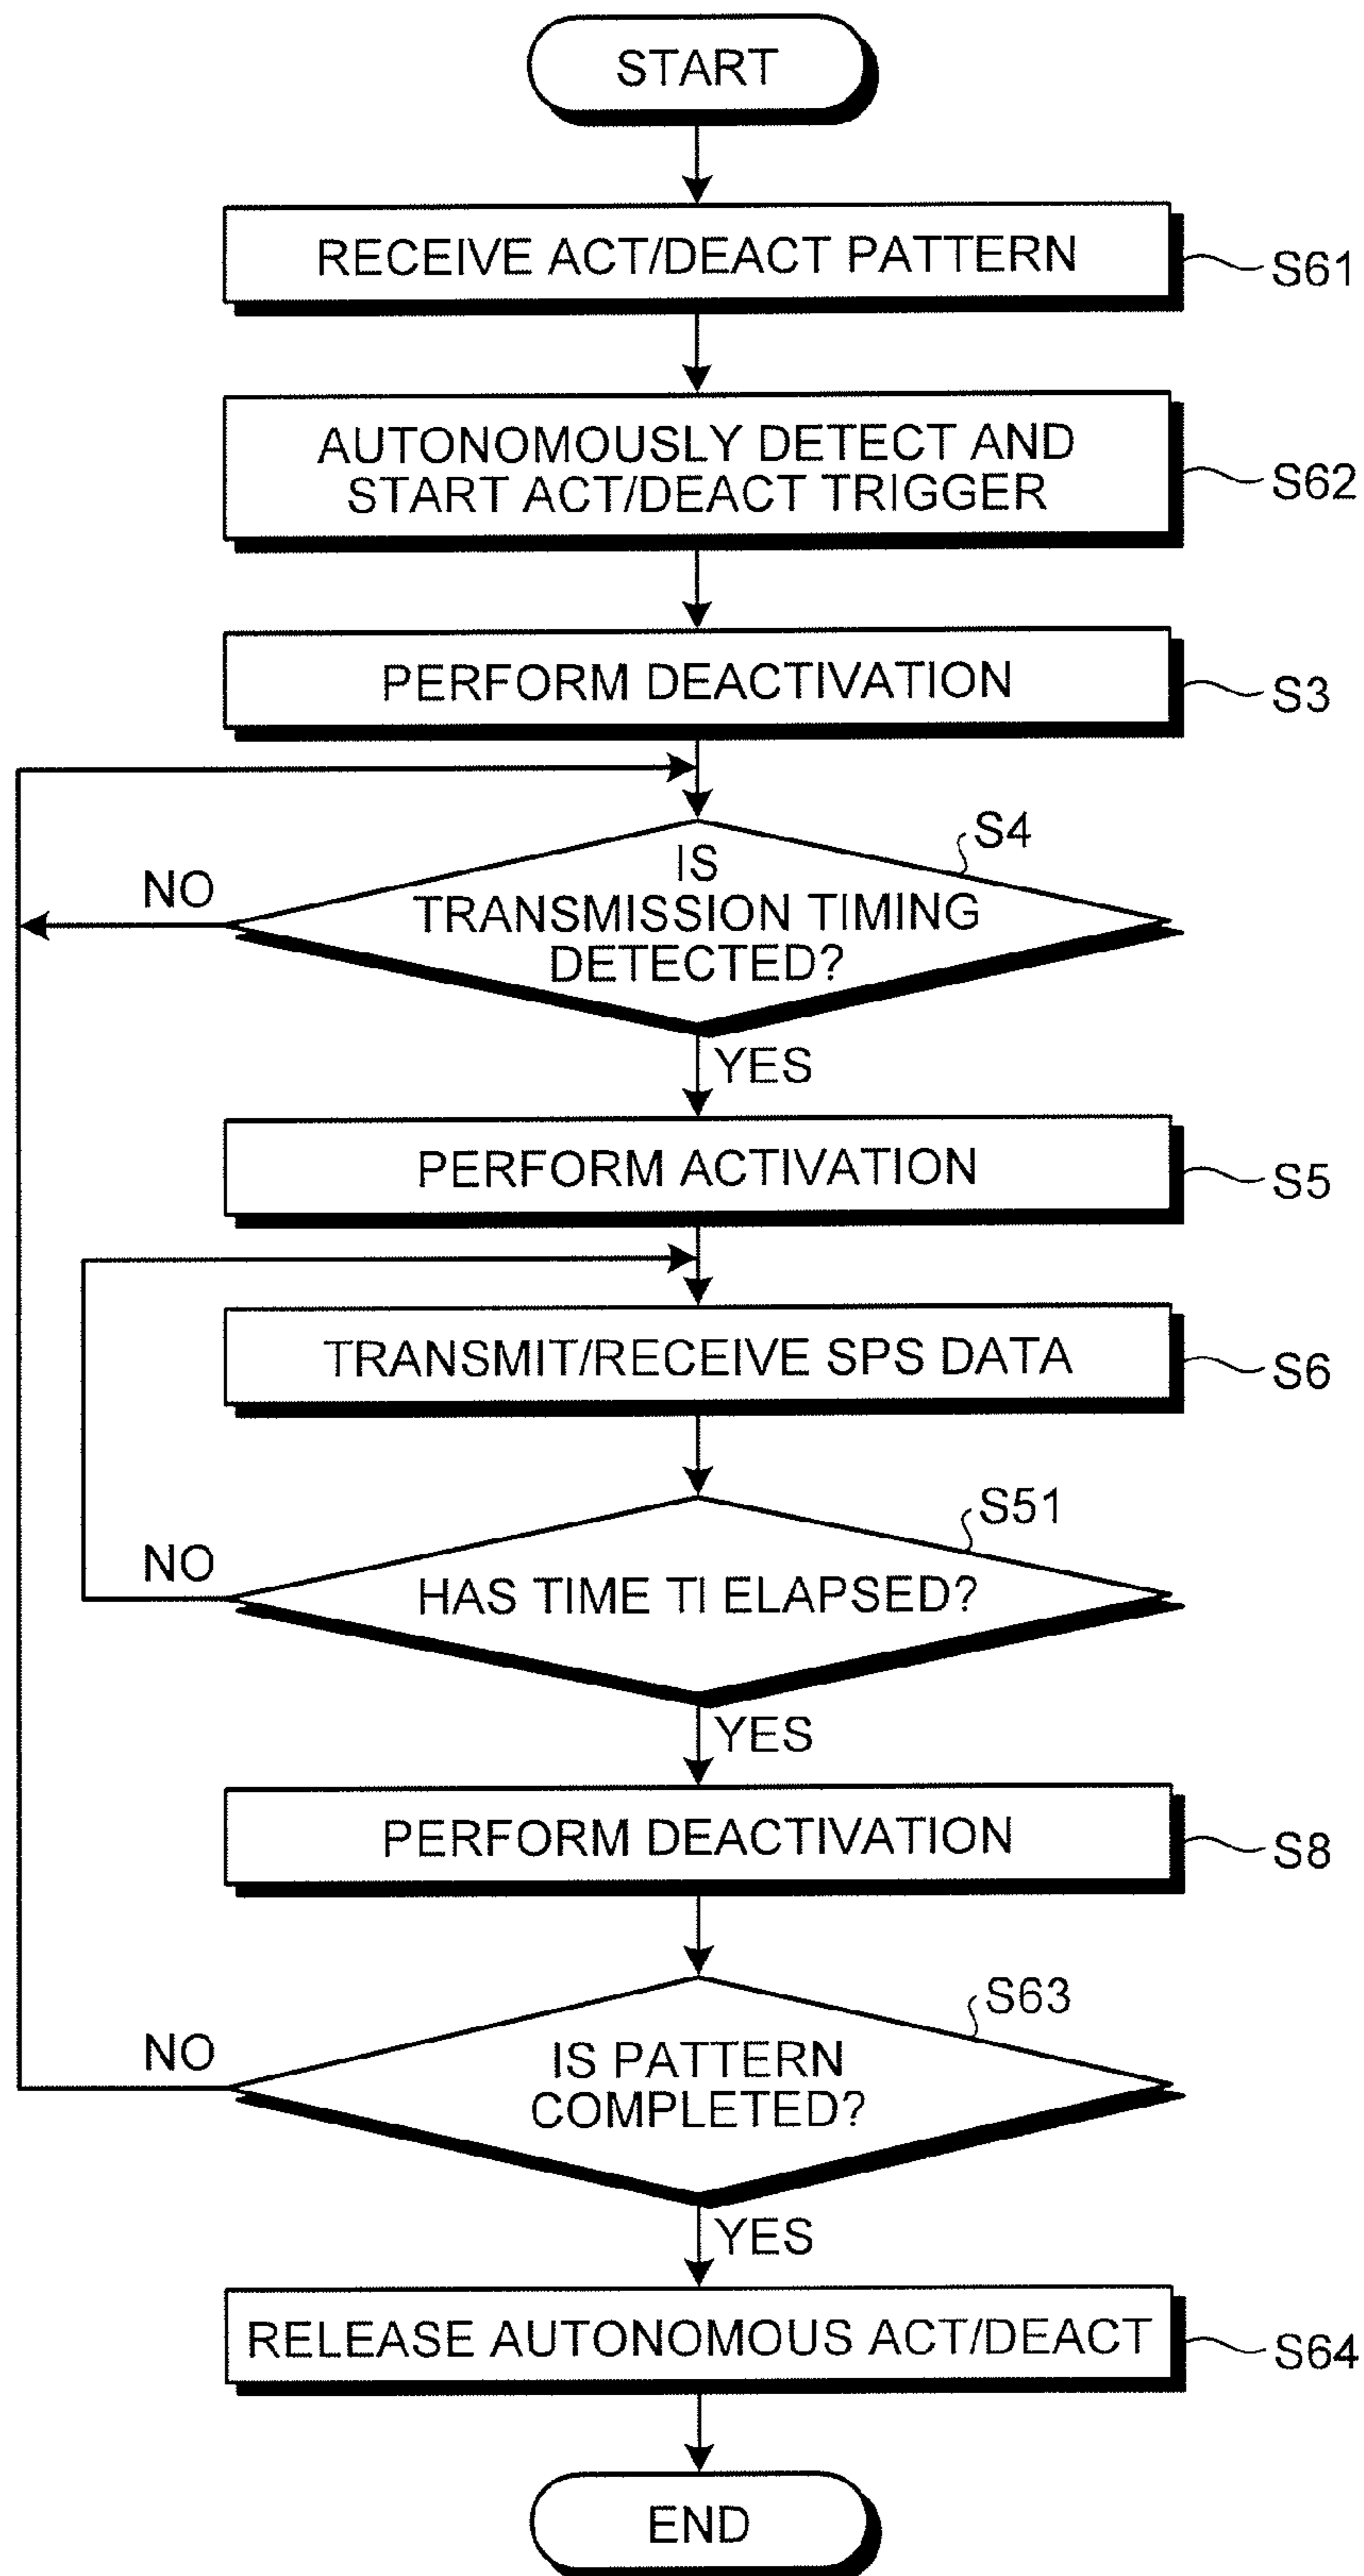 START
RECEIVE ACT/DEACT PATTERN
S61
AUTONOMOUSLY DETECT AND
START ACT/DEACT TRIGGER
S62
PERFORM DEACTIVATION
S3
S4
IS
TRANSMISSION TIMING
DETECTED?
NO
YES
PERFORM ACTIVATION
S5
TRANSMIT/RECEIVE SPS DATA
S6
S51
HAS TIME TI ELAPSED?
NO
YES
PERFORM DEACTIVATION
S8
S63
IS PATTERN
COMPLETED?
NO
YES
RELEASE AUTONOMOUS ACT/DEACT
S64
END